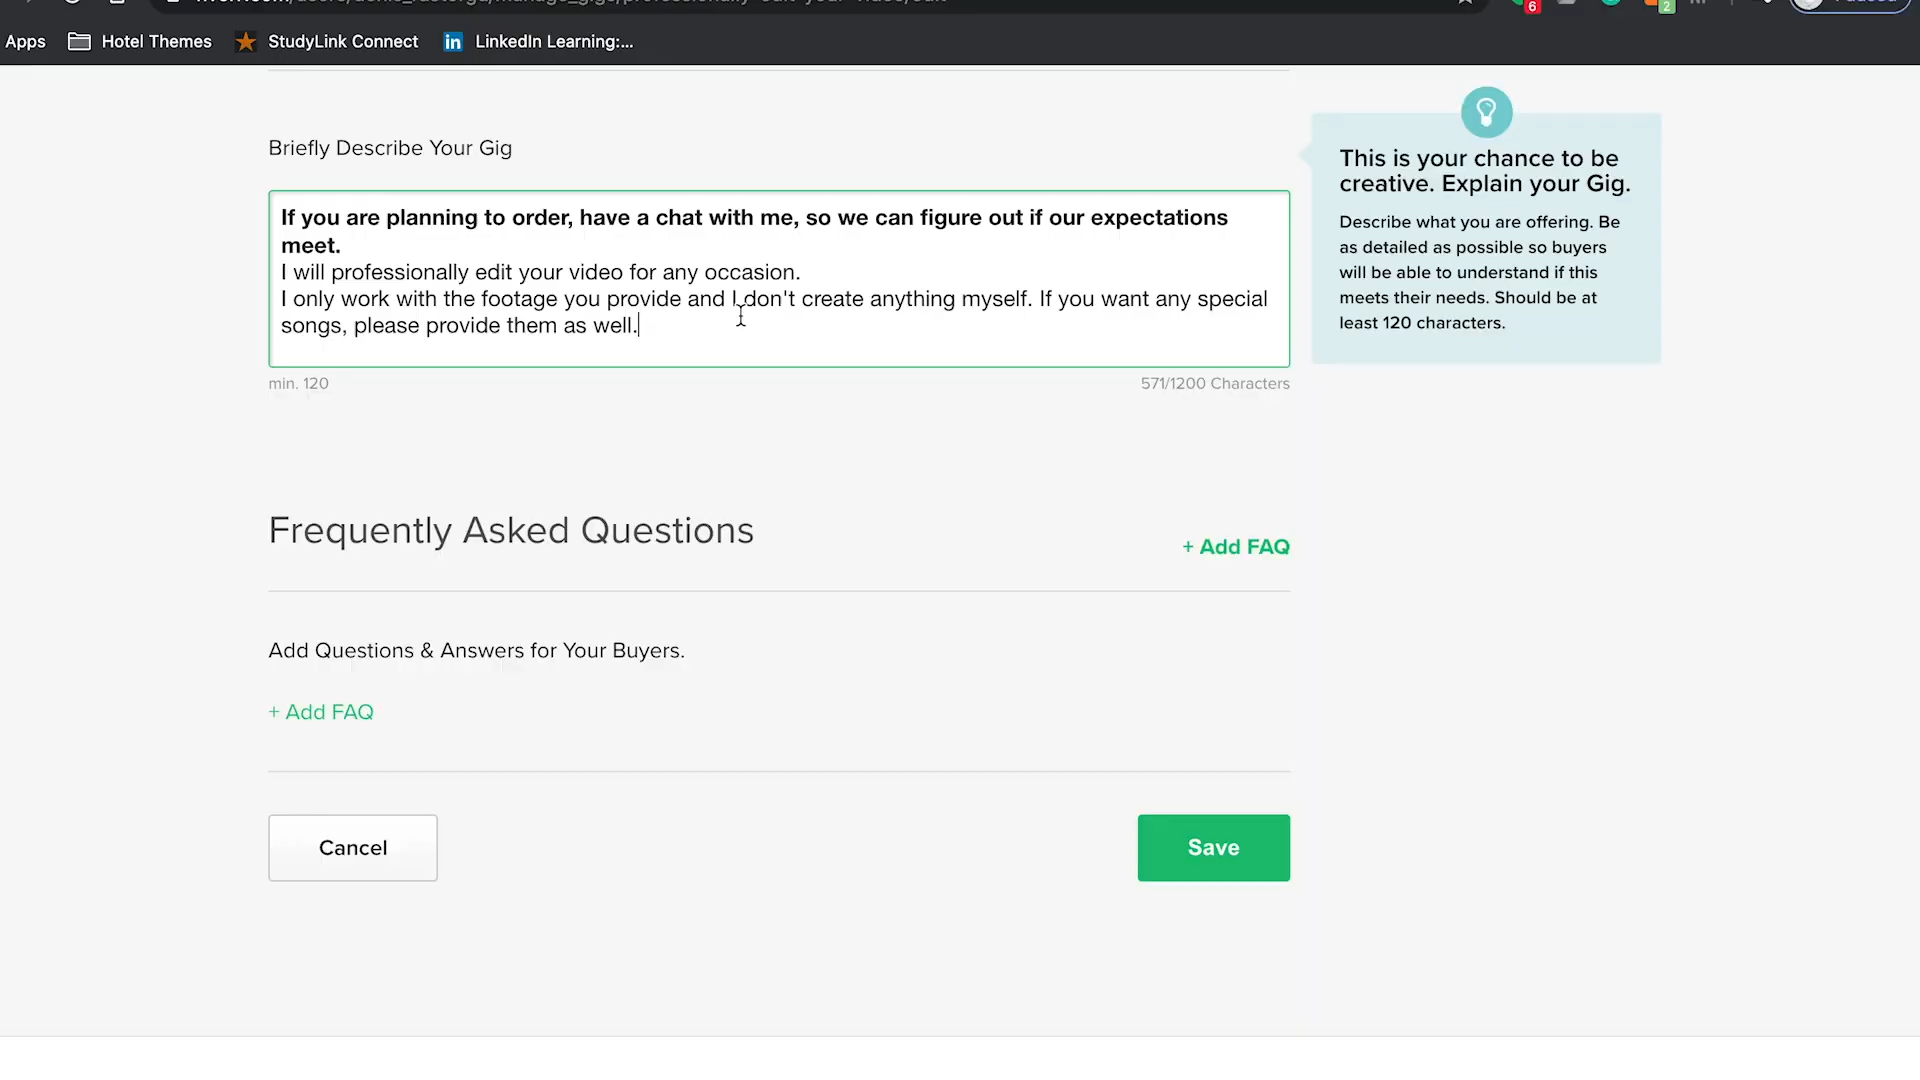 6
2
Apps
Hotel Themes
StudyLink Connect
LinkedIn Learning:...
Briefly Describe Your Gig
If you are planning to order, have a chat with me, so we can figure out if our expectations
meet.
I will professionally edit your video for any occasion.
I only work with the footage you provide and I don't create anything myself. If you want any special
songs, please provide them as well.
min. 120
571/1200 Characters
This is your chance to be
creative. Explain your Gig.
Describe what you are offering. Be
as detailed as possible so buyers
will be able to understand if this
meets their needs. Should be at
least 120 characters.
Frequently Asked Questions
+ Add FAQ
Add Questions & Answers for Your Buyers.
+ Add FAQ
Cancel
Save